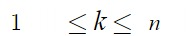 1 ≤ k ≤ n